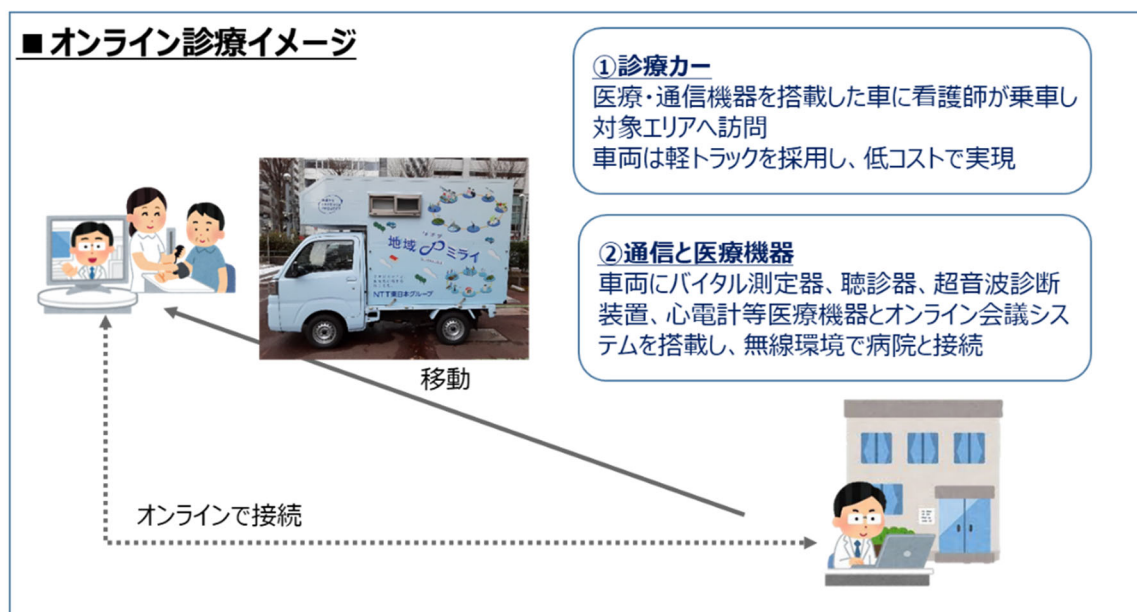 ■オンライン診療イメージ
①診療カー
医療・通信機器を搭載した車に看護師が乗車し
対象エリアへ訪問
車両は軽トラックを採用し、低コストで実現
②通信と医療機器
車両にバイタル測定器、聴診器、超音波診断
装置、心電計等医療機器とオンライン会議シス
テムを搭載し、無線環境で病院と接続
地域
ミライ
NTT東日本グループ
移動
オンラインで接続